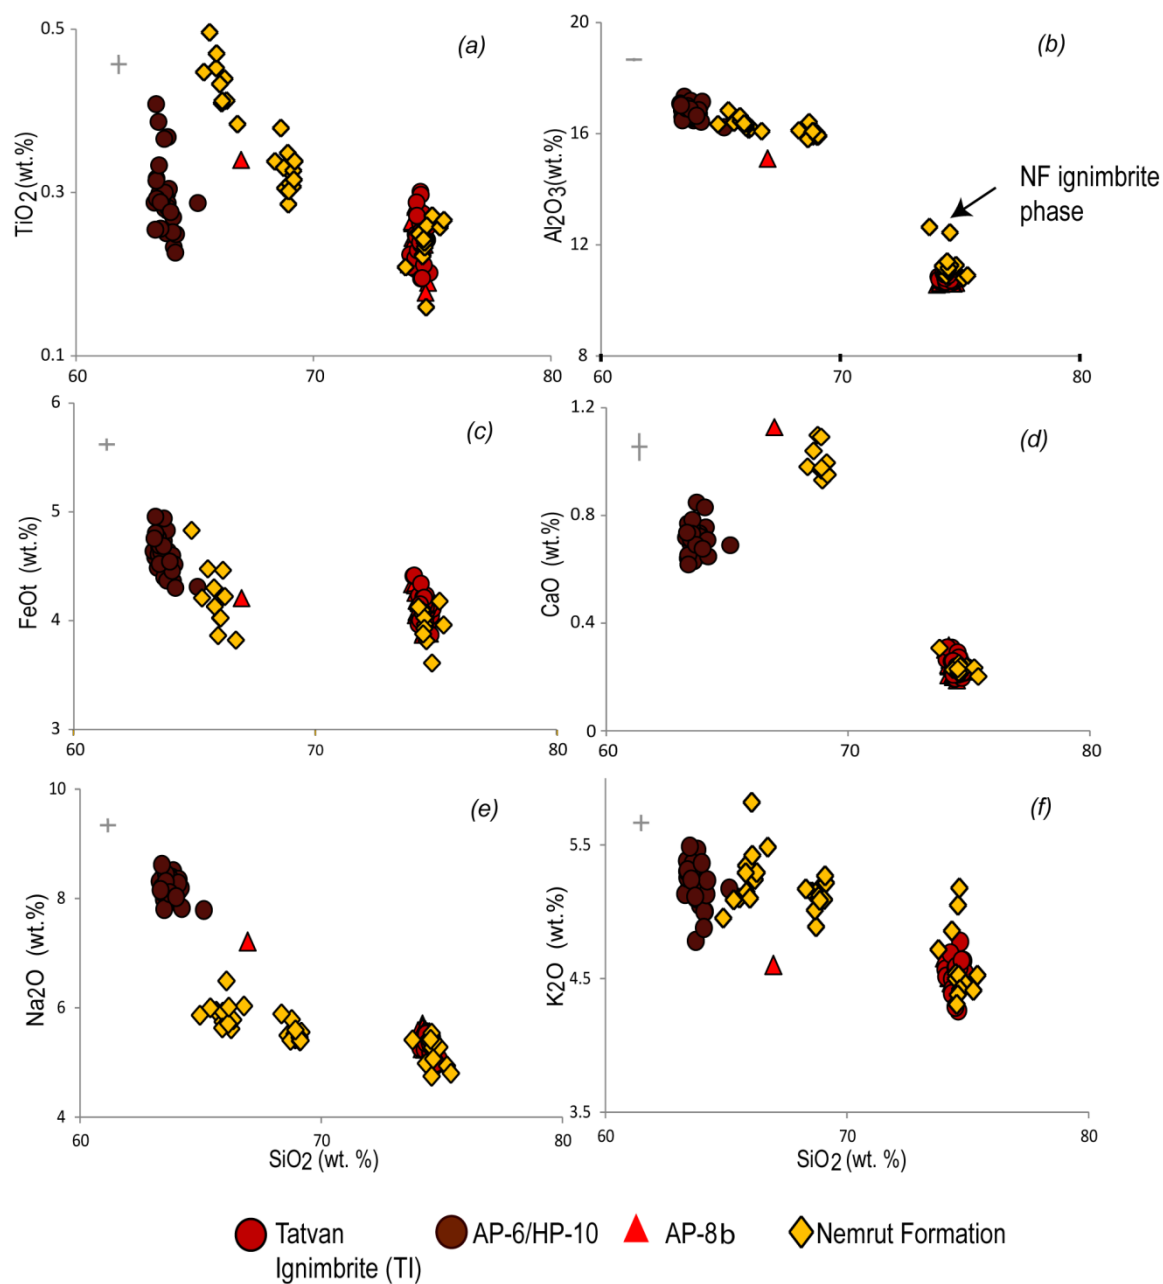 0.5
0.3
0.1
60
70
80
TiO2 (wt.%)
(a)
20
16
12
8
60
70
80
Al2O3(wt.%)
(b)
NF ignimbrite
phase
6
5
4
3
60
70
80
FeOt (wt.%)
(c)
1.2
0.8
0.4
0
60
70
80
CaO (wt.%)
(d)
10
8
6
4
60
70
80
Na2O (wt.%)
SiO2 (wt. %)
(e)
5.5
4.5
3.5
60
70
80
K2O (wt.%)
SiO2 (wt. %)
(f)
Tatvan
Ignimbrite (TI)
AP-6/HP-10
AP-8b
Nemrut Formation